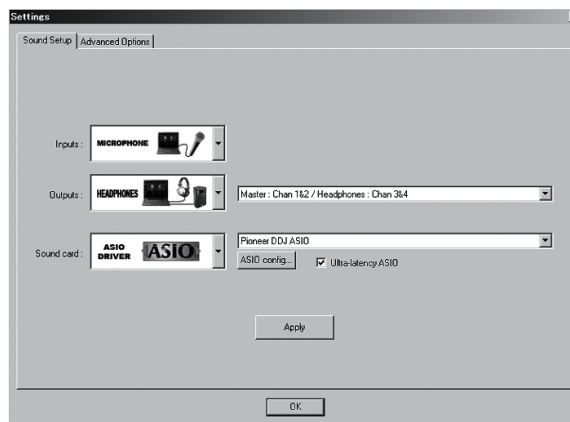 Settings
Sound Setup
Advanced Options
Inputs :
MICROPHONE
Outputs :
HEADPHONES
Master : Chan 1&2 / Headphones : Chan 3&4
Sound card :
ASIO DRIVER
ASIO
Pioneer DDJ ASIO
ASIO config...
Ultra-latency ASIO
Apply
OK